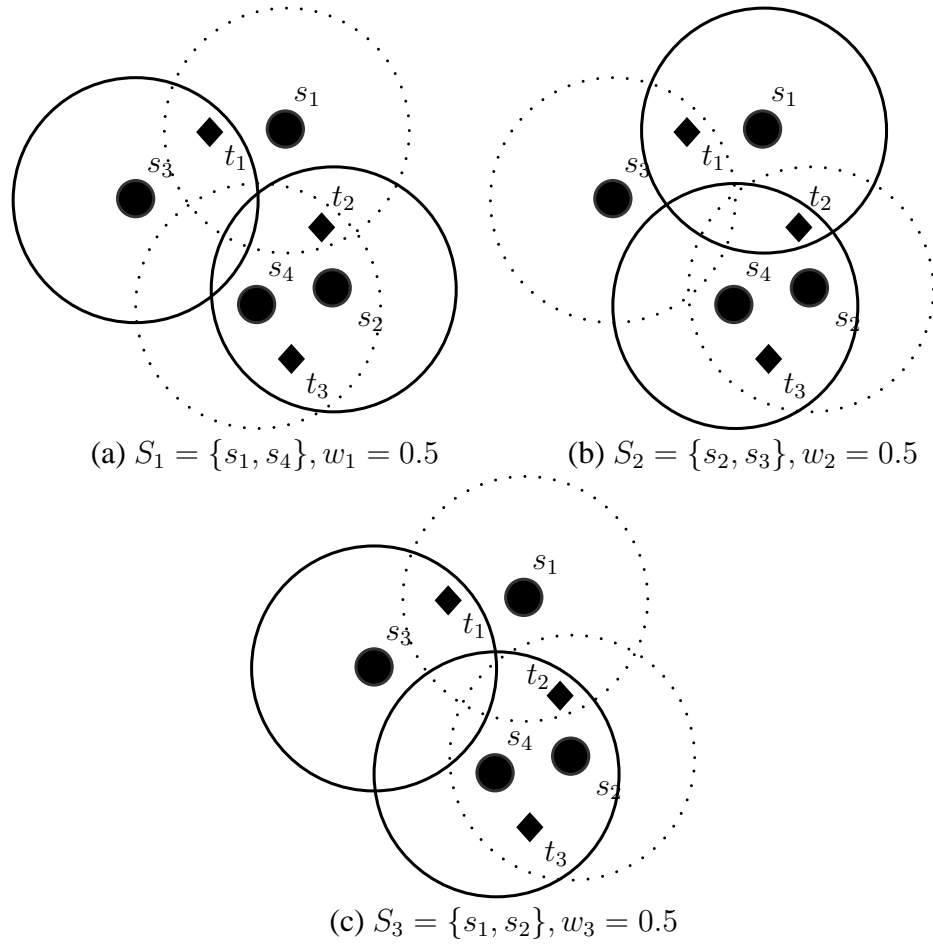 s₁
s₃
t₁
t₂
s₄
s₂
t₃
(a) S₁ = {s₁, s₄}, w₁ = 0.5
s₁
s₃
t₁
t₂
s₄
s₂
t₃
(b) S₂ = {s₂, s₃}, w₂ = 0.5
s₁
s₃
t₁
t₂
s₄
s₂
t₃
(c) S₃ = {s₁, s₂}, w₃ = 0.5